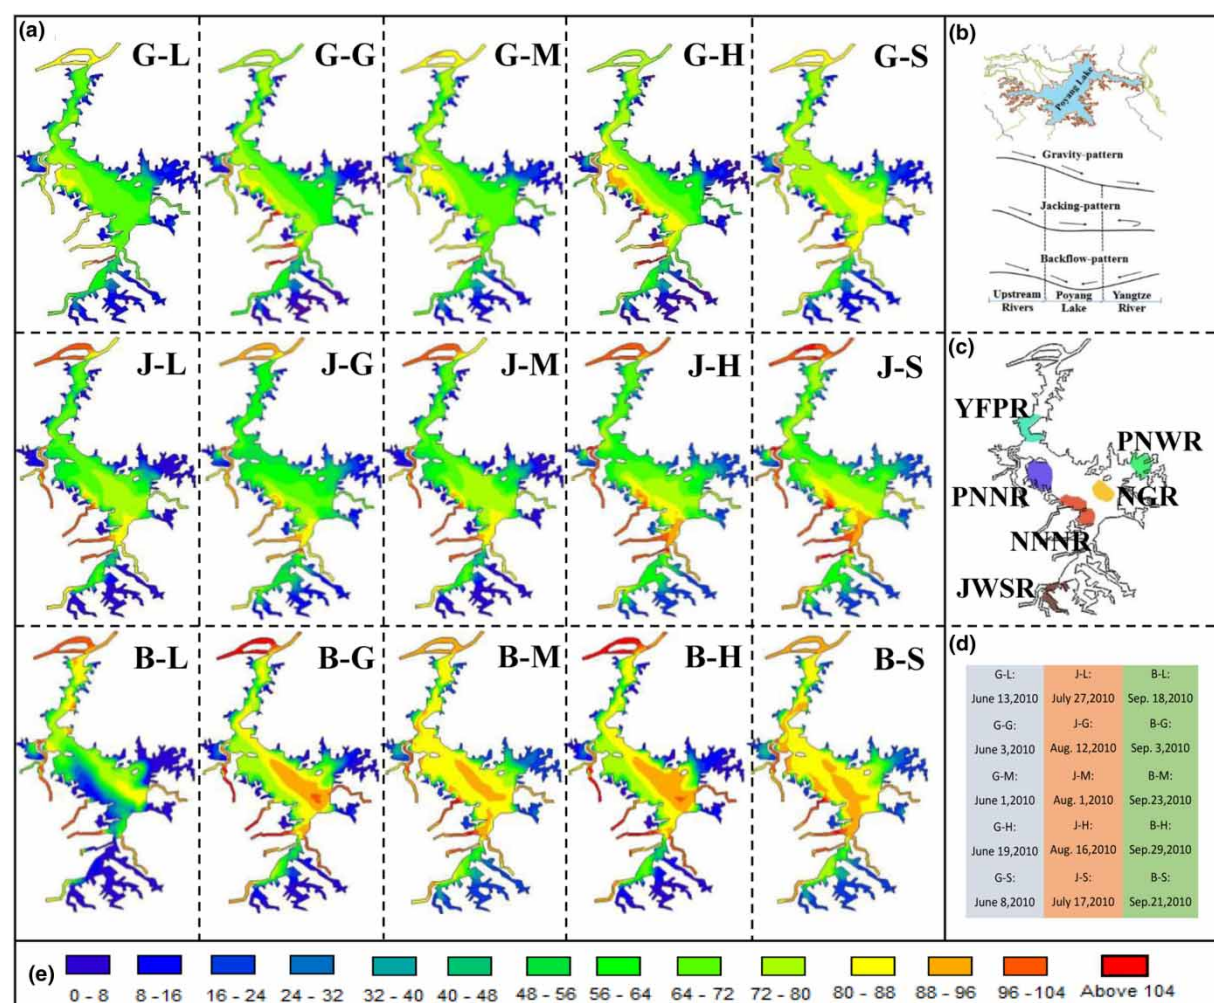 (a)
G-L
G-G
G-M
G-H
G-S
J-L
J-G
J-M
J-H
J-S
B-L
B-G
B-M
B-H
B-S
(b)
Poyang Lake
Gravity-pattern
Jacking-pattern
Backflow-pattern
Upstream Rivers
Poyang Lake
Yangtze River
(c)
YFPR
PNWR
PNNR
NGR
NNNR
JWSR
(d)
G-L: J-L: B-L:
June 13,2010 July 27,2010 Sep. 18,2010
G-G: J-G: B-G:
June 3,2010 Aug. 12,2010 Sep. 3,2010
G-M: J-M: B-M:
June 1,2010 Aug. 1,2010 Sep.23,2010
G-H: J-H: B-H:
June 19,2010 Aug. 16,2010 Sep.29,2010
G-S: J-S: B-S:
June 8,2010 July 17,2010 Sep.21,2010
(e)
0 - 8 8 - 16 16 - 24 24 - 32 32 - 40 40 - 48 48 - 56 56 - 64 64 - 72 72 - 80 80 - 88 88 - 96 96 - 104 Above 104